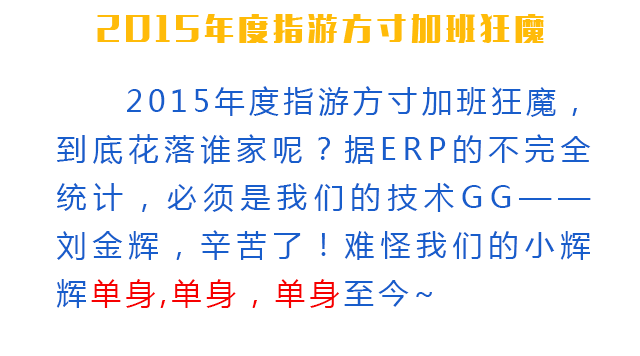 2015年度指游方寸加班狂魔
2015年度指游方寸加班狂魔，
到底花落谁家呢？据ERP的不完全
统计，必须是我们的技术GG——
刘金辉，辛苦了！难怪我们的小辉
辉单身,单身，单身至今~